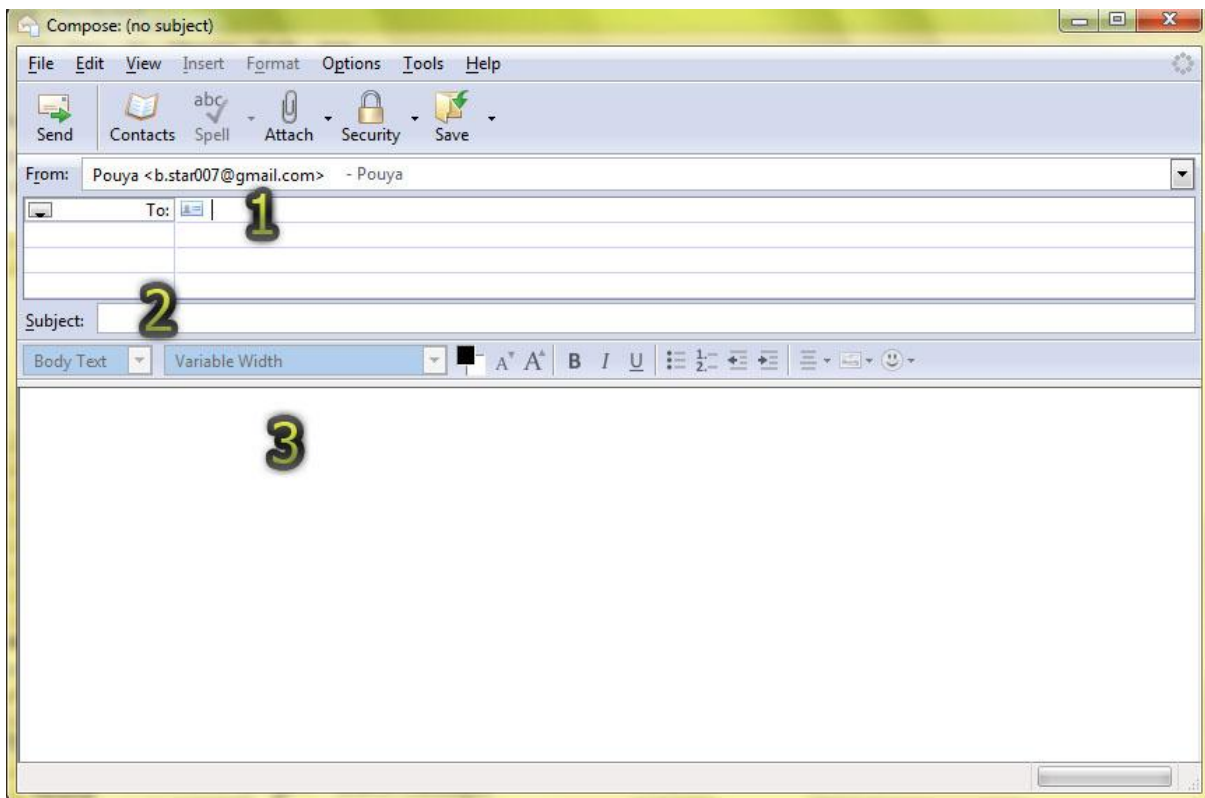 Compose: (no subject)
File Edit View Insert Format Options Tools Help
abc
Send Contacts Spell Attach Security Save
From: Pouya <b.star007@gmail.com> - Pouya
To: 1
2
Subject:
Body Text Variable Width A A B I U
3